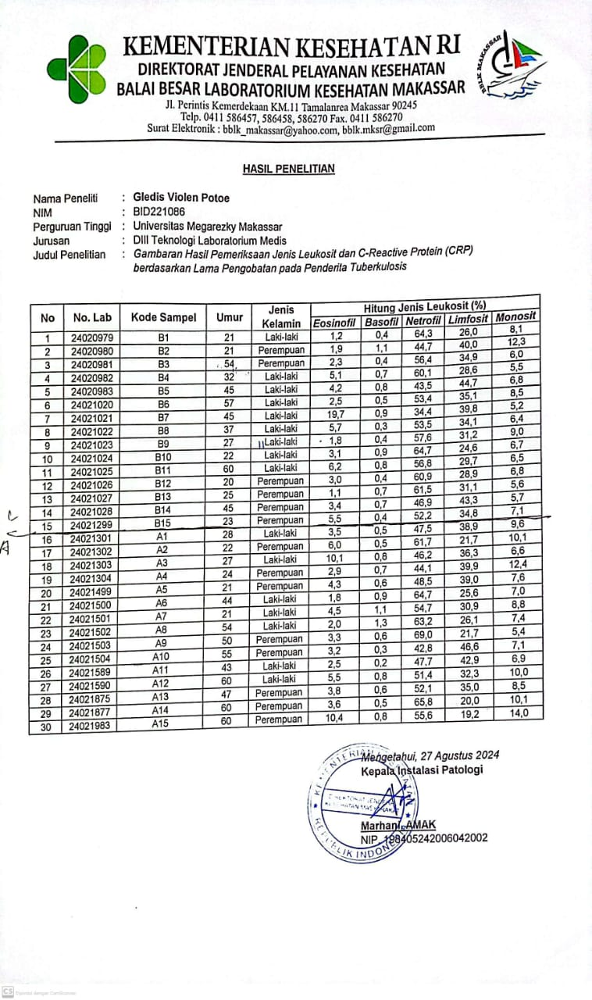 KEMENTERIAN KESEHATAN RI
DIREKTORAT JENDERAL PELAYANAN KESEHATAN
BALAI BESAR LABORATORIUM KESEHATAN MAKASSAR
Jl. Perintis Kemerdekaan KM.11 Tamalanrea Makassar 90245
Telp. 0411 586457, 586458, 586270 Fax. 0411 586270
Surat Elektronik : bblk_makassar@yahoo.com, bblk.mksr@gmail.com
BBLK MAKASSAR
HASIL PENELITIAN
Nama Peneliti : Gledis Violen Potoe
NIM : BID221086
Perguruan Tinggi : Universitas Megarezky Makassar
Jurusan : DIII Teknologi Laboratorium Medis
Judul Penelitian : Gambaran Hasil Pemeriksaan Jenis Leukosit dan C-Reactive Protein (CRP)
berdasarkan Lama Pengobatan pada Penderita Tuberkulosis
No No. Lab Kode Sampel Umur Jenis Kelamin Hitung Jenis Leukosit (%)
Eosinofil Basofil Netrofil Limfosit Monosit
1 24020979 B1 21 Laki-laki 1,2 0,4 64,3 26,0 8,1
2 24020980 B2 21 Perempuan 1,9 1,1 44,7 40,0 12,3
3 24020981 B3 54 Perempuan 2,3 0,4 56,4 34,9 6,0
4 24020982 B4 32 Laki-laki 5,1 0,7 60,1 28,6 5,5
5 24020983 B5 45 Laki-laki 4,2 0,8 43,5 44,7 6,8
6 24021020 B6 57 Laki-laki 2,5 0,5 53,4 35,1 8,5
7 24021021 B7 45 Laki-laki 19,7 0,9 34,4 39,8 5,2
8 24021022 B8 37 Laki-laki 5,7 0,3 53,5 34,1 6,4
9 24021023 B9 27 Laki-laki 1,8 0,4 57,6 31,2 9,0
10 24021024 B10 22 Laki-laki 3,1 0,9 64,7 24,6 6,7
11 24021025 B11 60 Laki-laki 6,2 0,8 56,8 29,7 6,5
12 24021026 B12 20 Perempuan 3,0 0,4 60,9 28,9 6,8
13 24021027 B13 25 Perempuan 1,1 0,7 61,5 31,1 5,6
14 24021028 B14 45 Perempuan 3,4 0,7 46,9 43,3 5,7
15 24021299 B15 23 Perempuan 5,5 0,4 52,2 34,8 7,1
A
16 24021301 A1 28 Laki-laki 3,5 0,5 47,5 38,9 9,6
17 24021302 A2 22 Perempuan 6,0 0,5 61,7 21,7 10,1
18 24021303 A3 27 Laki-laki 10,1 0,8 46,2 36,3 6,6
19 24021304 A4 24 Perempuan 2,9 0,7 44,1 39,9 12,4
20 24021499 A5 21 Perempuan 4,3 0,6 48,5 39,0 7,6
21 24021500 A6 44 Laki-laki 1,8 0,9 64,7 25,6 7,0
22 24021501 A7 21 Laki-laki 4,5 1,1 54,7 30,9 8,8
23 24021502 A8 54 Laki-laki 2,0 1,3 63,2 26,1 7,4
24 24021503 A9 50 Perempuan 3,3 0,6 69,0 21,7 5,4
25 24021504 A10 55 Perempuan 3,2 0,3 42,8 46,6 7,1
26 24021589 A11 43 Laki-laki 2,5 0,2 47,7 42,9 6,9
27 24021590 A12 60 Laki-laki 5,5 0,8 51,4 32,3 10,0
28 24021875 A13 47 Perempuan 3,8 0,6 52,1 35,0 8,5
29 24021877 A14 60 Perempuan 3,6 0,5 65,8 20,0 10,1
30 24021983 A15 60 Perempuan 10,4 0,8 55,6 19,2 14,0
Mengetahui, 27 Agustus 2024
Kepala Instalasi Patologi
KEMENTERIAN KESEHATAN
REPUBLIK INDONESIA
Marhani, AMAK
NIP. 198405242006042002
CS Dipindai dengan CamScanner